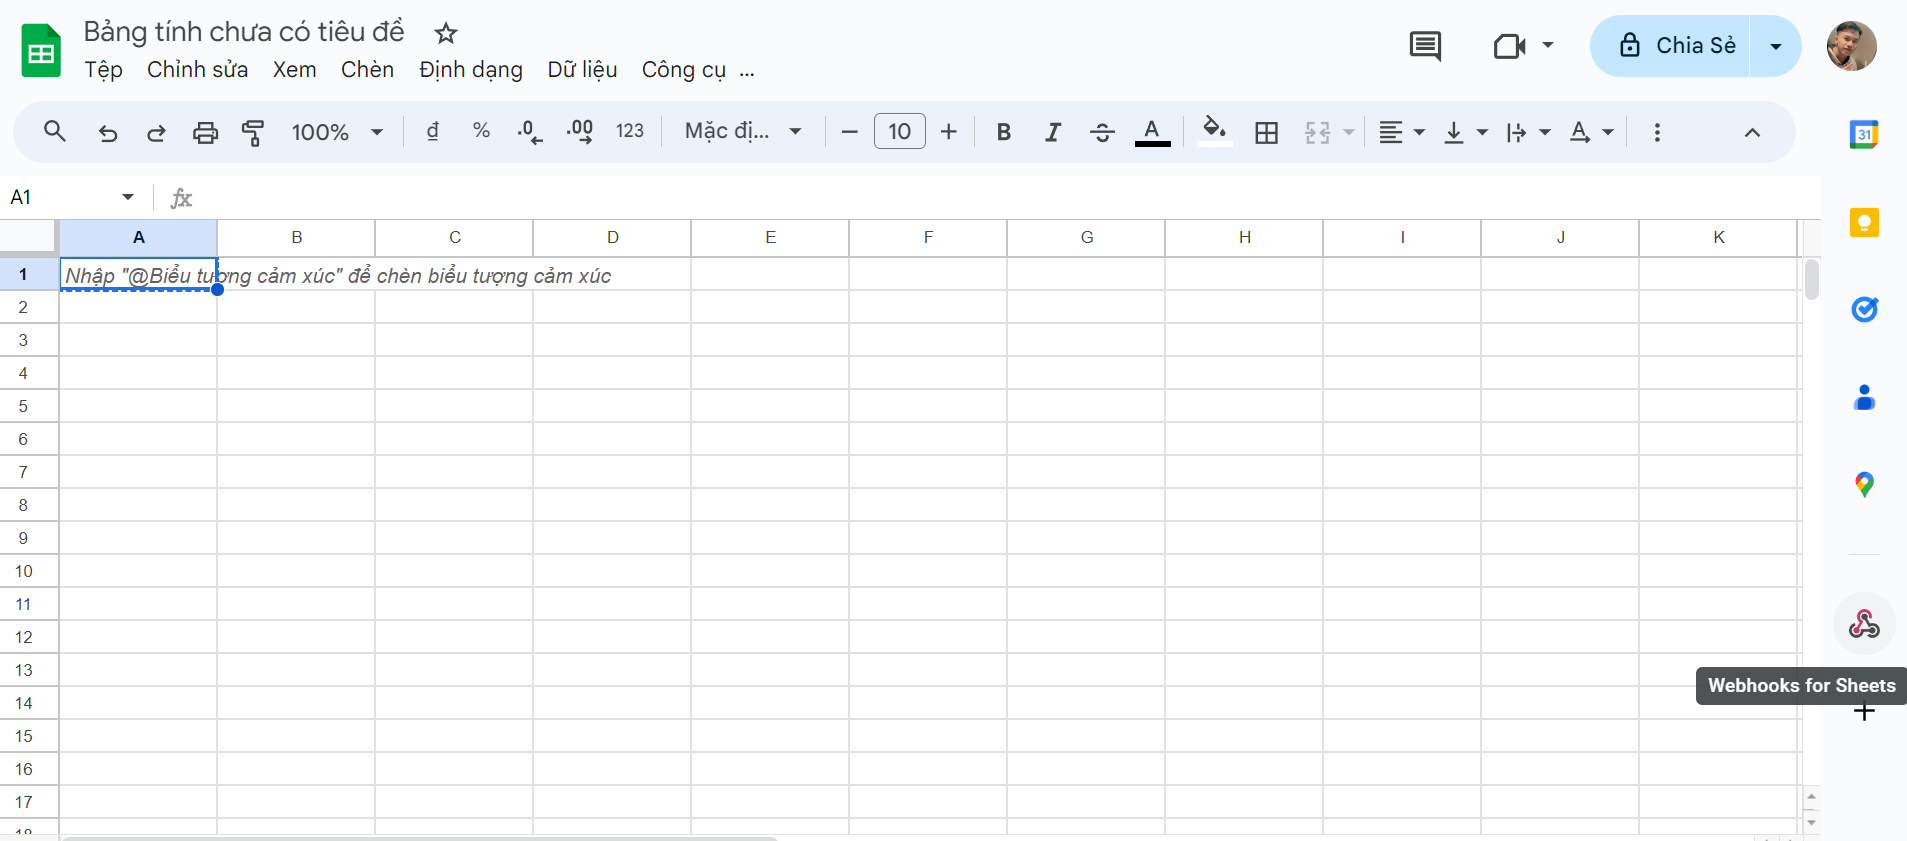 Bảng tính chưa có tiêu đề
Tệp Chỉnh sửa Xem Chèn Định dạng Dữ liệu Công cụ ...
Chia Sẻ
100% đ % .0 .00 123 Mặc đị... 10 B I S A A
31
A1 fx
A B C D E F G H I J K
1 Nhập "@Biểu tượng cảm xúc" để chèn biểu tượng cảm xúc
2
3
4
5
6
7
8
9
10
11
12
13
14
15
16
17
18
Webhooks for Sheets